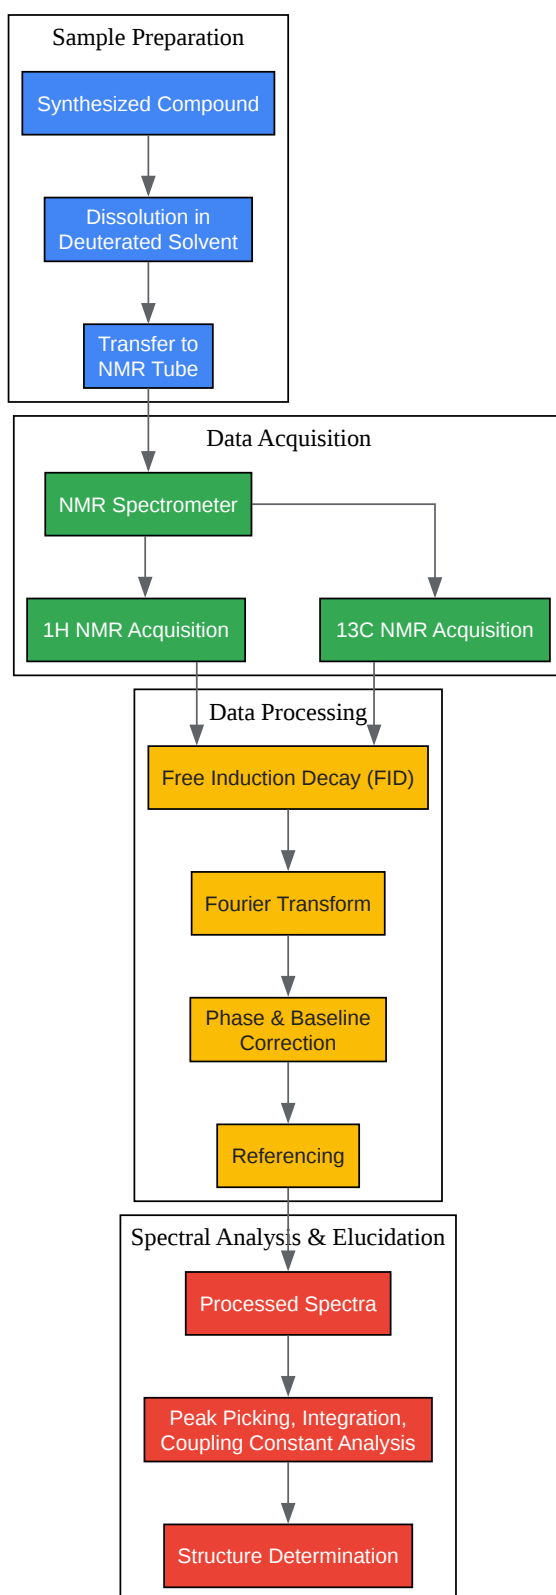 Sample Preparation
Synthesized Compound
Dissolution in
Deuterated Solvent
Transfer to
NMR Tube
Data Acquisition
NMR Spectrometer
1H NMR Acquisition
13C NMR Acquisition
Data Processing
Free Induction Decay (FID)
Fourier Transform
Phase & Baseline
Correction
Referencing
Spectral Analysis & Elucidation
Processed Spectra
Peak Picking, Integration,
Coupling Constant Analysis
Structure Determination